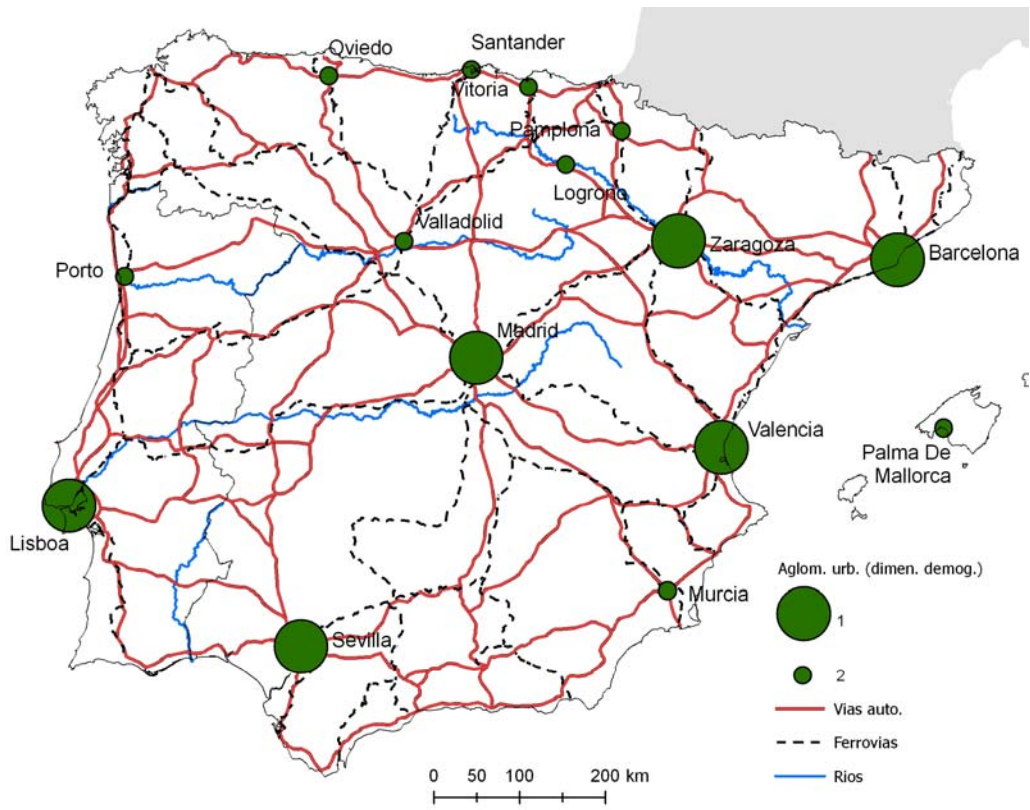 Oviedo
Santander
Vitoria
Pamplona
Logrono
Valladolid
Zaragoza
Barcelona
Porto
Madrid
Valencia
Palma De
Mallorca
Lisboa
Murcia
Sevilla
Aglom. urb. (dimen. demog.)
1
2
Vias auto.
Ferrovias
Rios
0 50 100 200 km